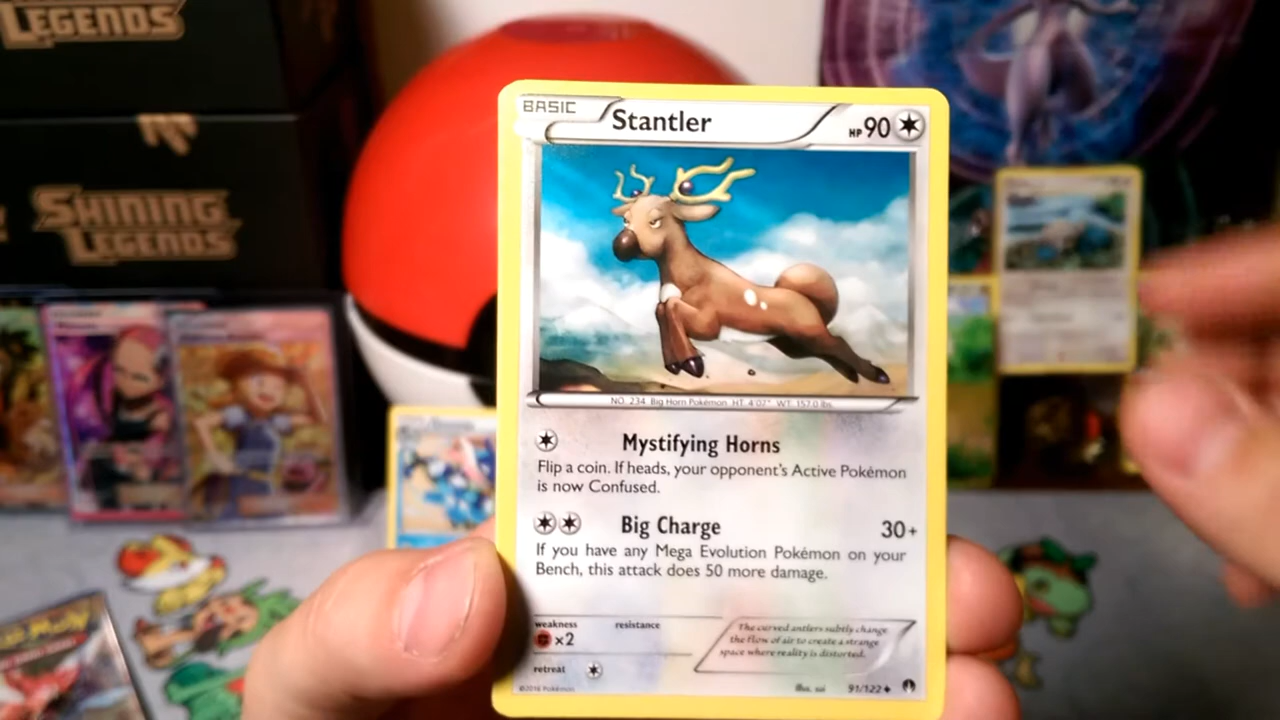 LEGENDS
SHINING
LEGENDS
BASIC
Stantler
HP 90
NO. 234 Big Horn Pokémon HT: 4'07" WT: 157.0 lbs.
Mystifying Horns
Flip a coin. If heads, your opponent's Active Pokémon
is now Confused.
Big Charge
30+
If you have any Mega Evolution Pokémon on your
Bench, this attack does 50 more damage.
weakness
resistance
×2
The curved antlers subtly change
the flow of air to create a strange
space where reality is distorted.
retreat
©2016 Pokémon
Illus. sui
91/122